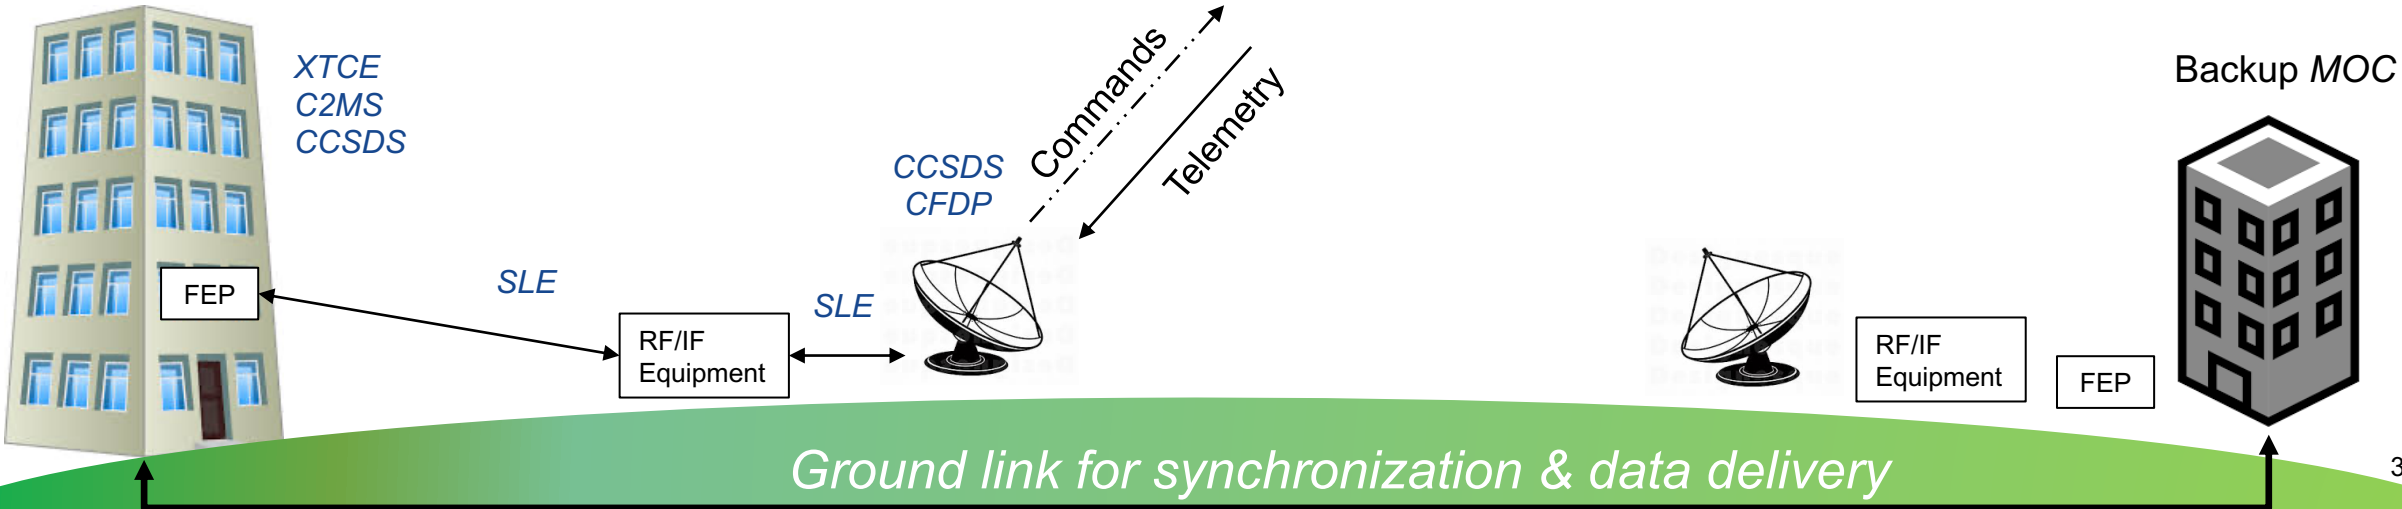 XTCE
C2MS
CCSDS
Commands
Telemetry
Backup MOC
CCSDS
CFDP
FEP
SLE
SLE
RF/IF
Equipment
RF/IF
Equipment
FEP
Ground link for synchronization & data delivery
3